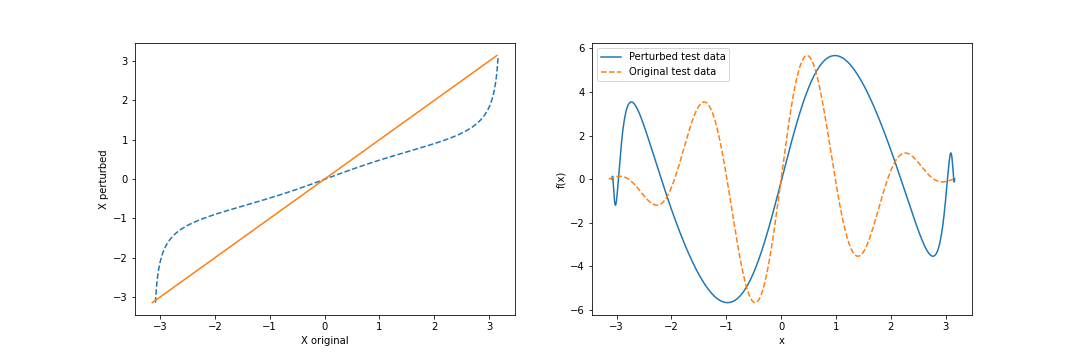 3
2
1
0
−1
−2
−3
X perturbed
−3 −2 −1 0 1 2 3
X original
6
4
2
0
−2
−4
−6
f(x)
Perturbed test data
Original test data
−3 −2 −1 0 1 2 3
x